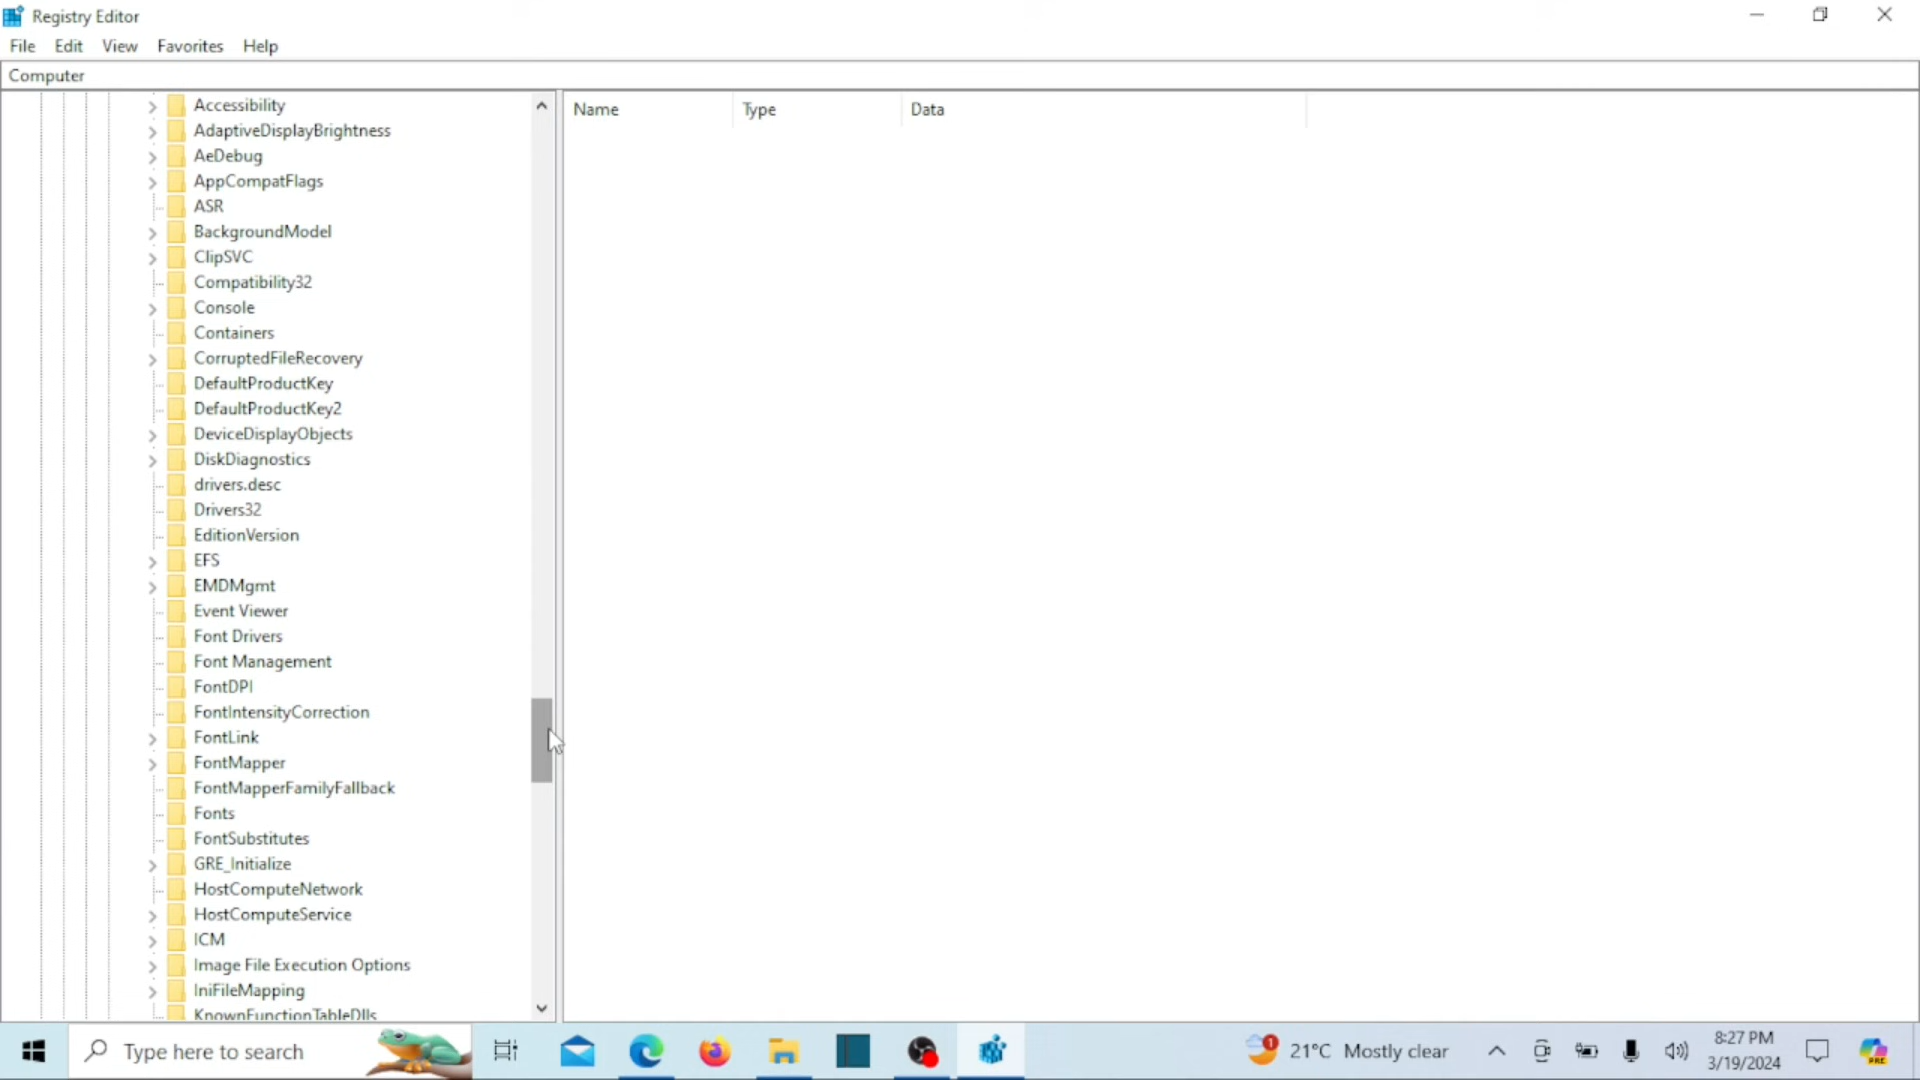 Registry Editor
File Edit View Favorites Help
Computer
Name Type Data
Accessibility
AdaptiveDisplayBrightness
AeDebug
AppCompatFlags
ASR
BackgroundModel
ClipSVC
Compatibility32
Console
Containers
CorruptedFileRecovery
DefaultProductKey
DefaultProductKey2
DeviceDisplayObjects
DiskDiagnostics
drivers.desc
Drivers32
EditionVersion
EFS
EMDMgmt
Event Viewer
Font Drivers
Font Management
FontDPI
FontIntensityCorrection
FontLink
FontMapper
FontMapperFamilyFallback
Fonts
FontSubstitutes
GRE_Initialize
HostComputeNetwork
HostComputeService
ICM
Image File Execution Options
IniFileMapping
KnownFunctionTableDlls
Type here to search
1 21°C Mostly clear
8:27 PM
3/19/2024
PRE